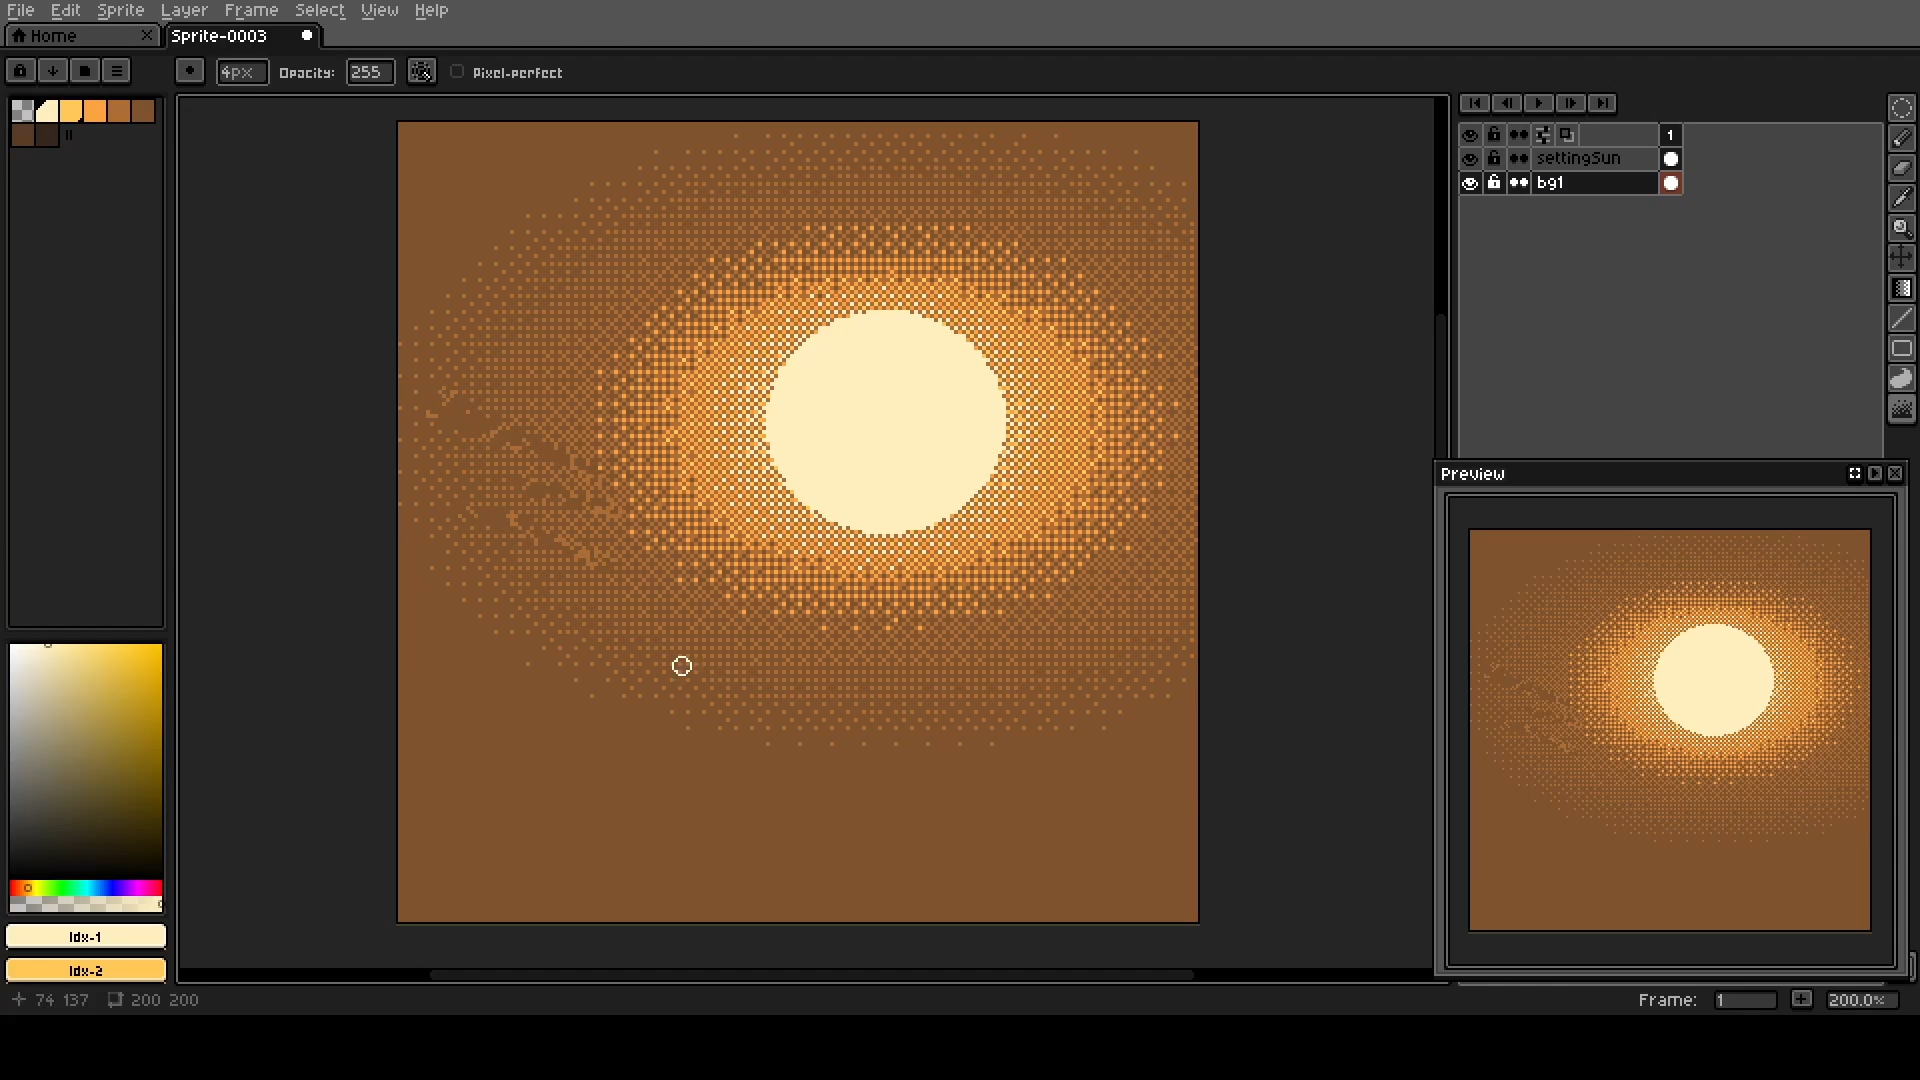 File Edit Sprite Layer Frame Select View Help
Home Sprite-0003
4px Opacity: 255 Pixel-perfect
1
settingSun
bg1
Preview
Idx-1
Idx-2
74 137 200 200
Frame: 1 200.0%